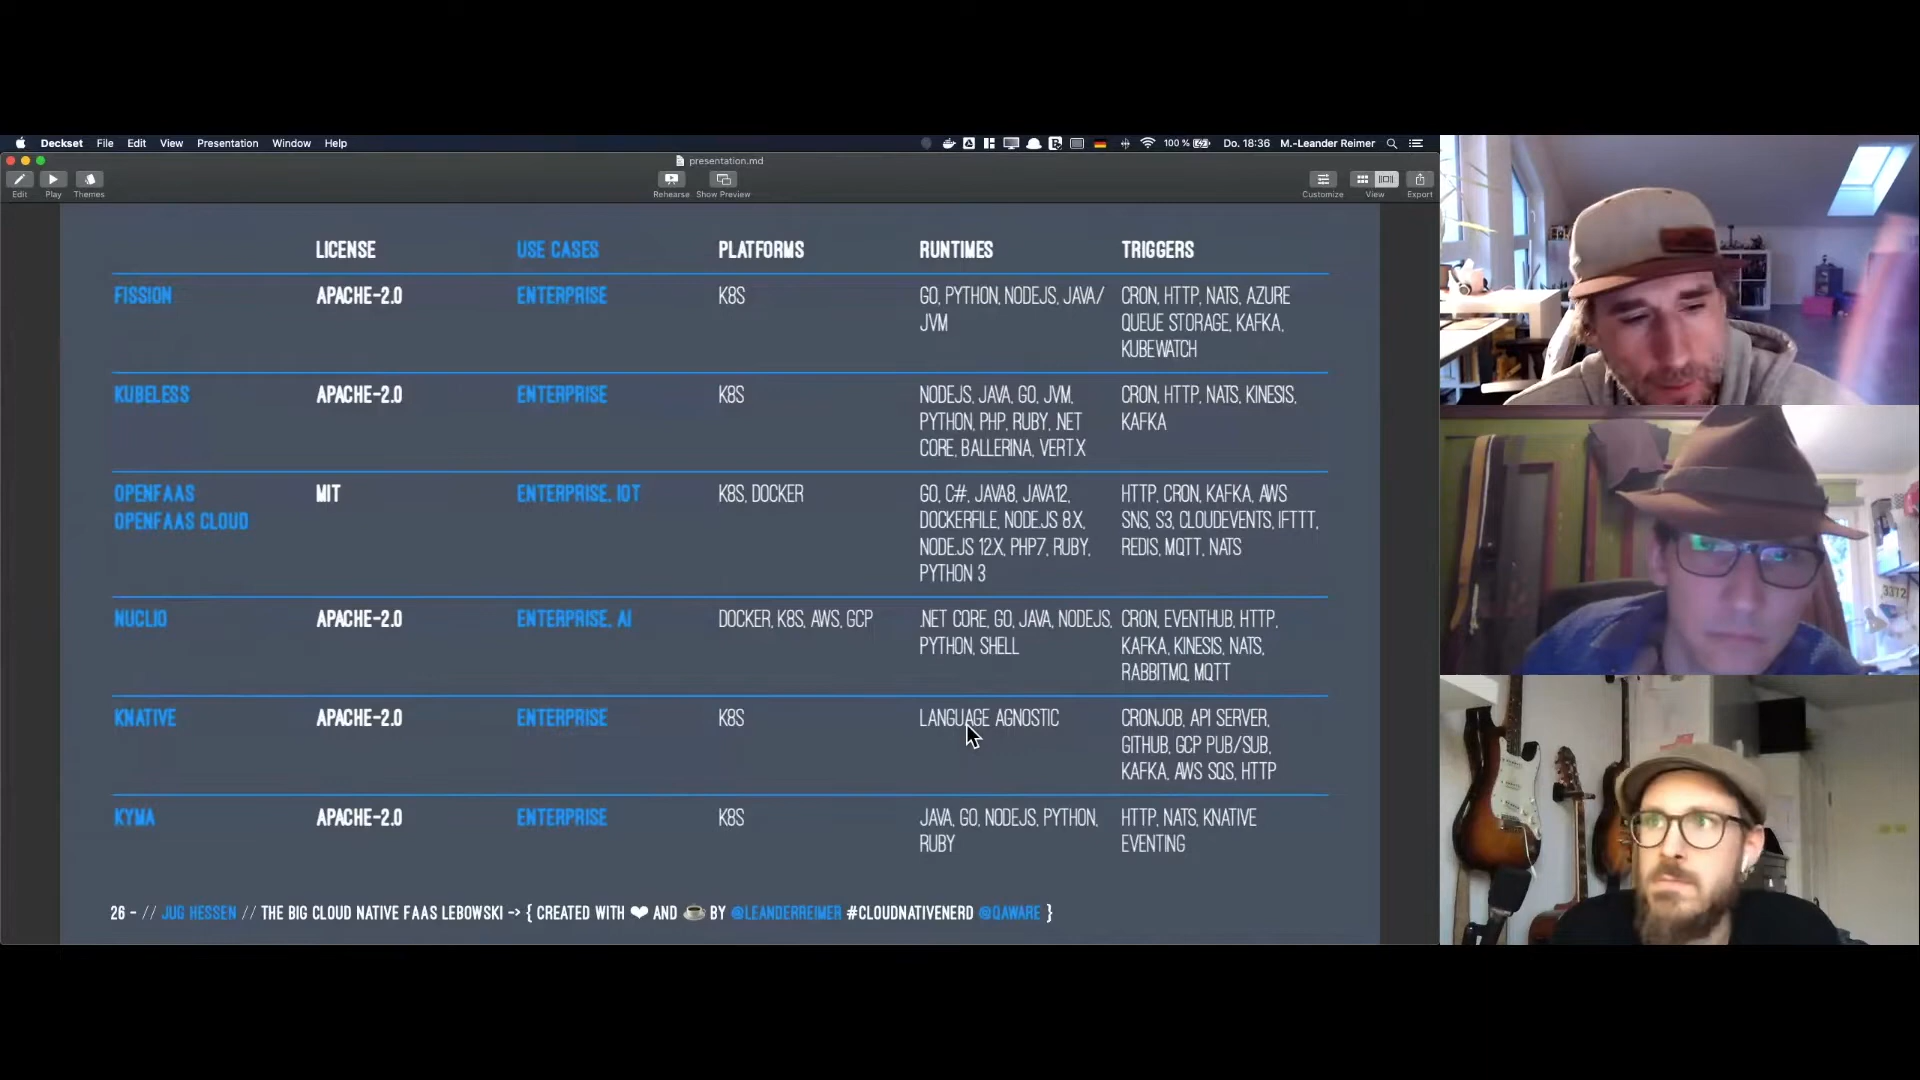 Deckset File Edit View Presentation Window Help 100 % Do. 18:36 M.-Leander Reimer
presentation.md
Edit Play Themes Rehearse Show Preview Customize View Export
LICENSE USE CASES PLATFORMS RUNTIMES TRIGGERS
FISSION APACHE-2.0 ENTERPRISE K8S GO, PYTHON, NODEJS, JAVA/ CRON, HTTP, NATS, AZURE
JVM QUEUE STORAGE, KAFKA,
KUBEWATCH
KUBELESS APACHE-2.0 ENTERPRISE K8S NODEJS, JAVA, GO, JVM, CRON, HTTP, NATS, KINESIS,
PYTHON, PHP, RUBY, .NET KAFKA
CORE, BALLERINA, VERT.X
OPENFAAS MIT ENTERPRISE, IOT K8S, DOCKER GO, C#, JAVA8, JAVA12, HTTP, CRON, KAFKA, AWS
OPENFAAS CLOUD DOCKERFILE, NODE.JS 8.X, SNS, S3, CLOUDEVENTS, IFTTT,
NODE.JS 12.X, PHP7, RUBY, REDIS, MQTT, NATS
PYTHON 3
NUCLIO APACHE-2.0 ENTERPRISE, AI DOCKER, K8S, AWS, GCP .NET CORE, GO, JAVA, NODEJS, CRON, EVENTHUB, HTTP,
PYTHON, SHELL KAFKA, KINESIS, NATS,
RABBITMQ, MQTT
KNATIVE APACHE-2.0 ENTERPRISE K8S LANGUAGE AGNOSTIC CRONJOB, API SERVER,
GITHUB, GCP PUB/SUB,
KAFKA, AWS SQS, HTTP
KYMA APACHE-2.0 ENTERPRISE K8S JAVA, GO, NODEJS, PYTHON, HTTP, NATS, KNATIVE
RUBY EVENTING
26 - // JUG HESSEN // THE BIG CLOUD NATIVE FAAS LEBOWSKI -> { CREATED WITH ❤ AND ☕ BY @LEANDERREIMER #CLOUDNATIVENERD @QAWARE }
3372